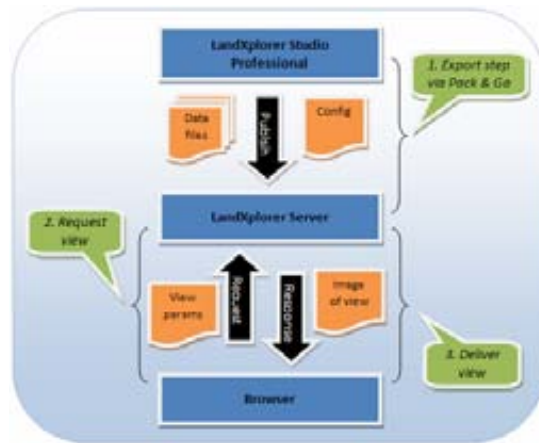 LandXplorer Studio
Professional
1. Export step
via Pack & Go
Data
files
Publish
Config
2. Request
view
LandXplorer Server
View
params
Request
Response
Image
of view
3. Deliver
view
Browser